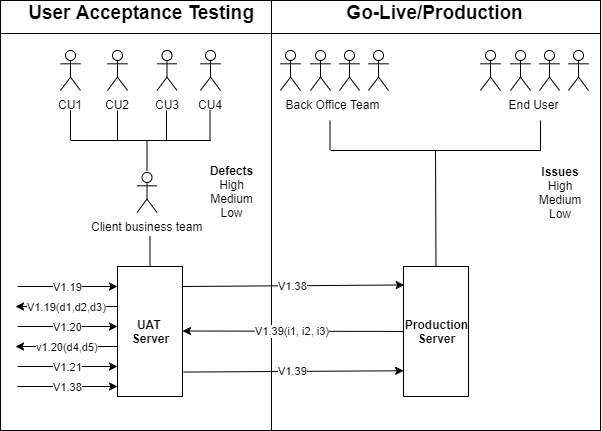 User Acceptance Testing
Go-Live/Production
CU1
CU2
CU3
CU4
Back Office Team
End User
Defects
High
Medium
Low
Issues
High
Medium
Low
Client business team
V1.19
V1.19(d1,d2,d3)
V1.20
v1.20(d4,d5)
V1.21
V1.38
UAT
Server
V1.38
V1.39(i1, i2, i3)
V1.39
Production
Server